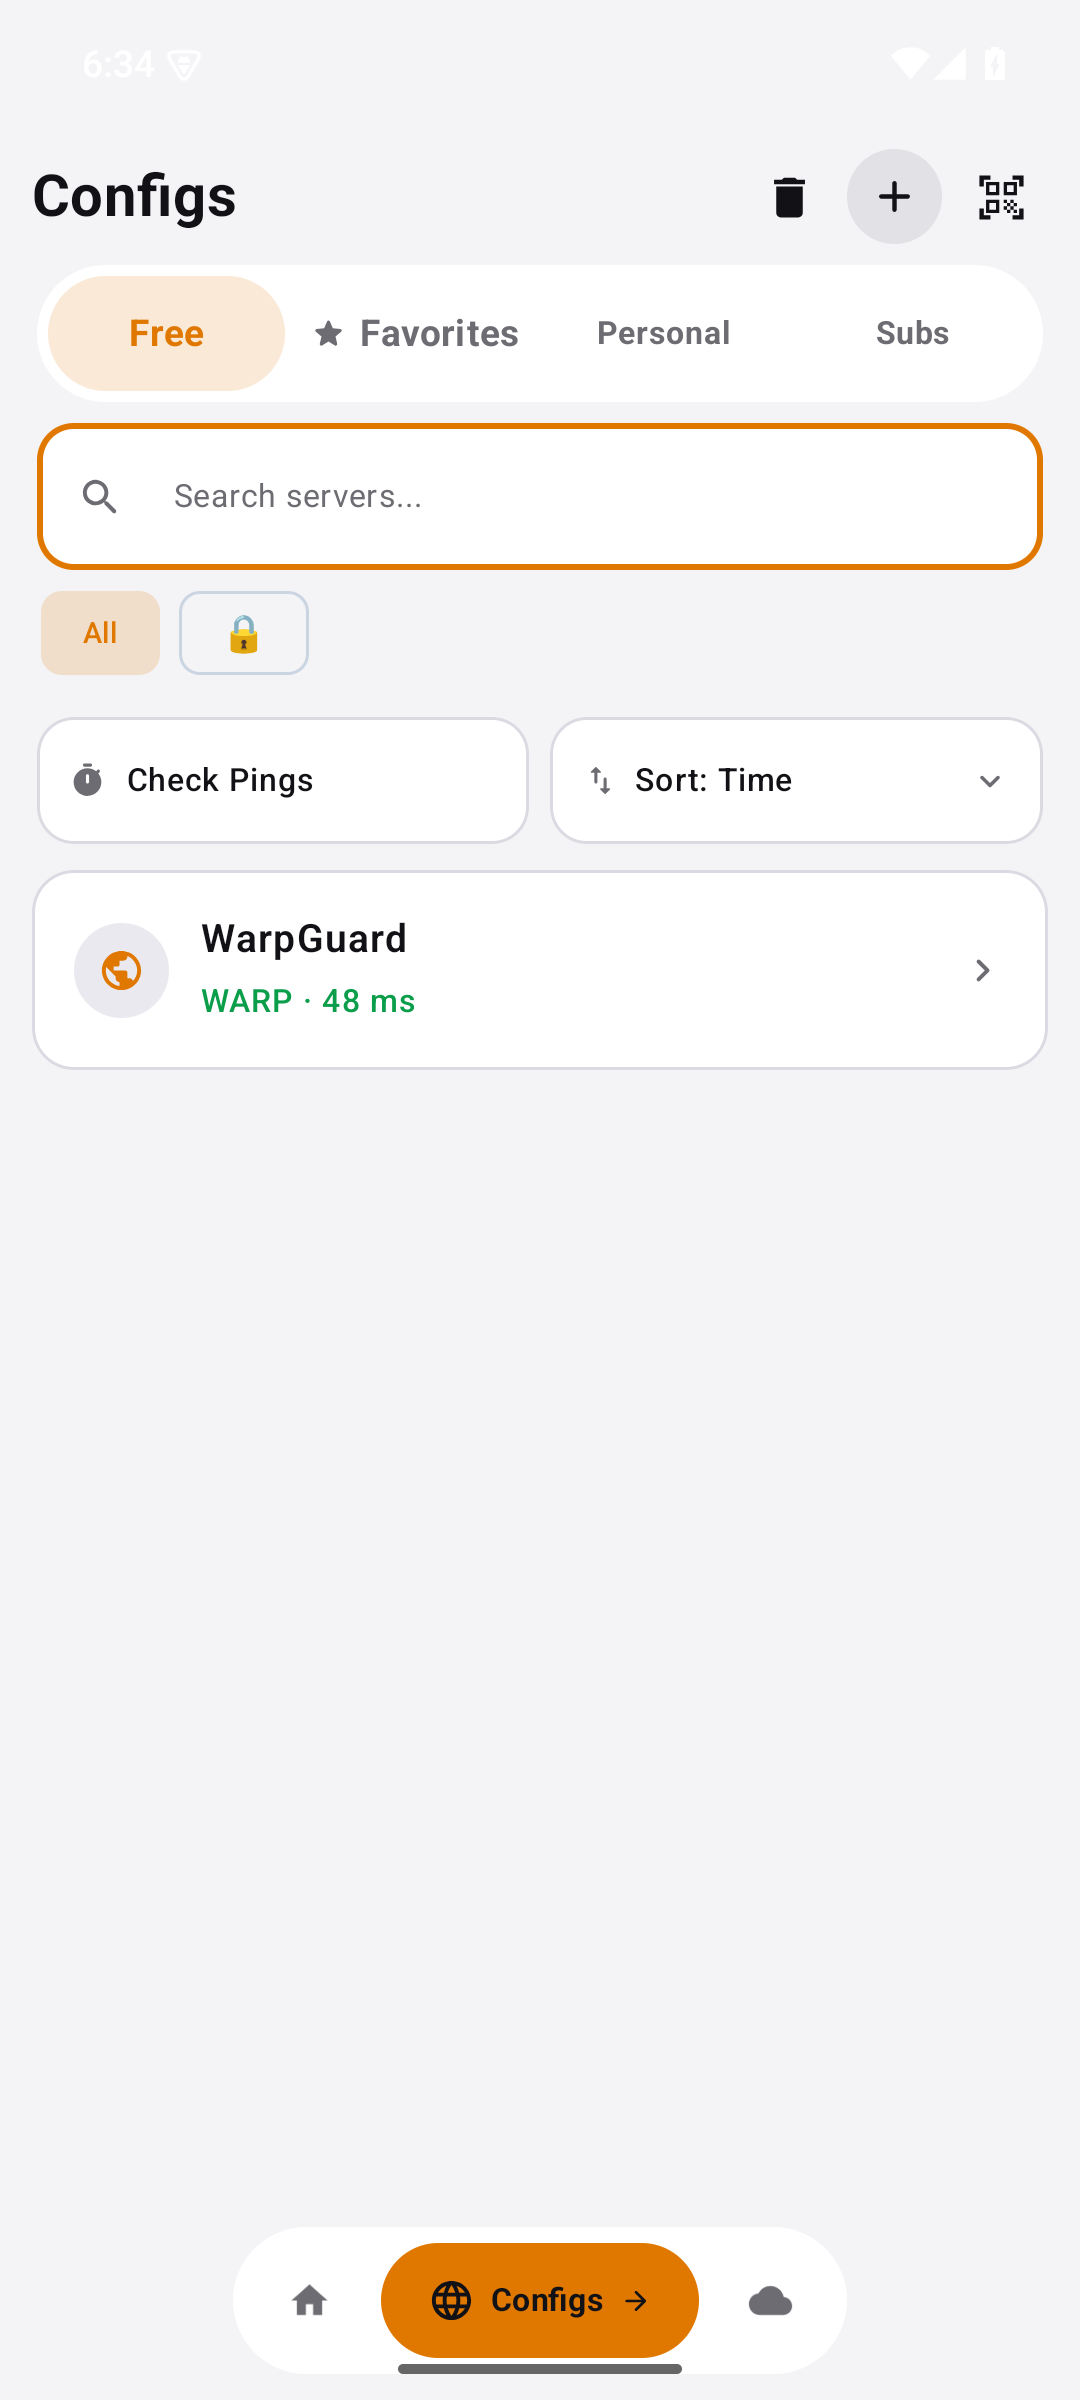 6:34
Configs
Free
Favorites
Personal
Subs
Search servers...
All
Check Pings
Sort: Time
WarpGuard
WARP · 48 ms
Configs